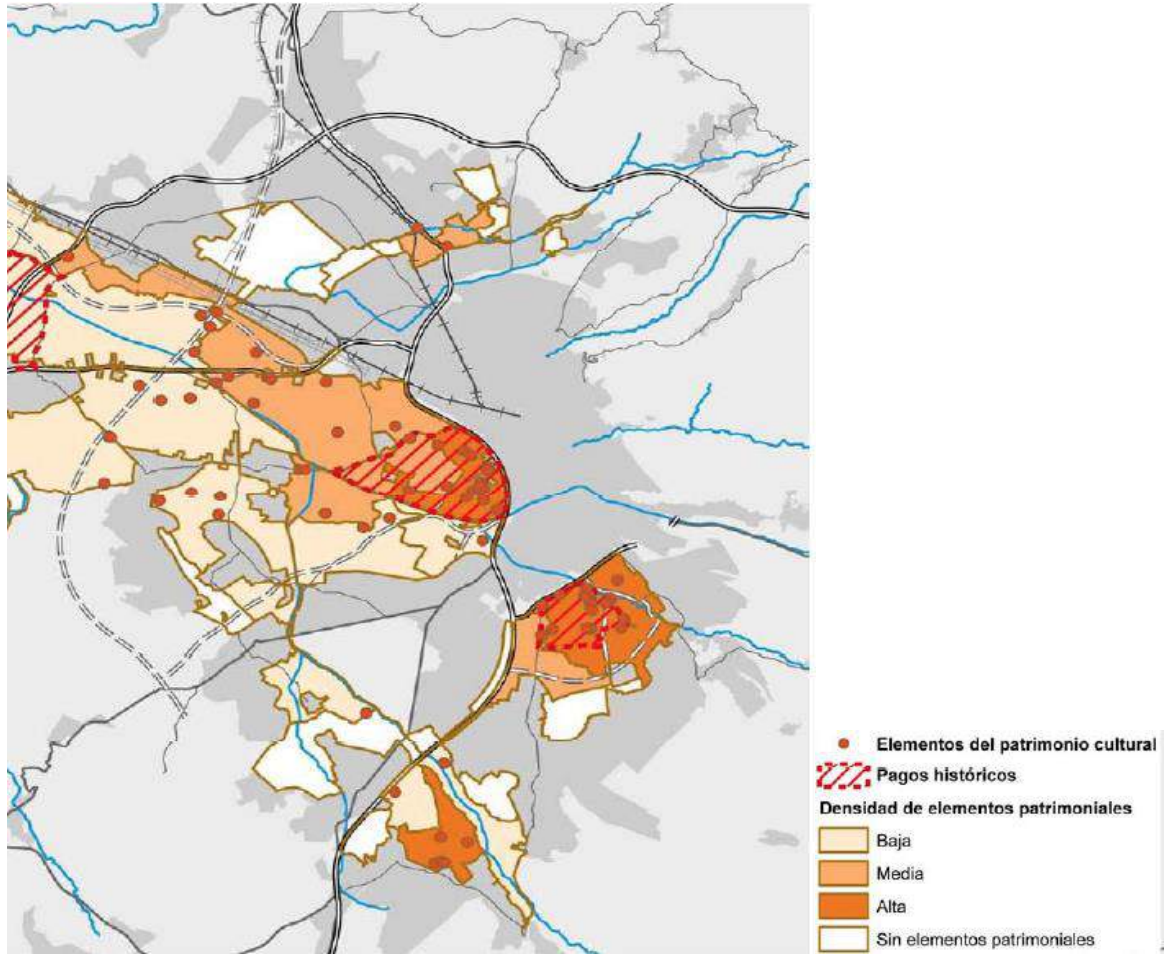 Elementos del patrimonio cultural
Pagos históricos
Densidad de elementos patrimoniales
Baja
Media
Alta
Sin elementos patrimoniales